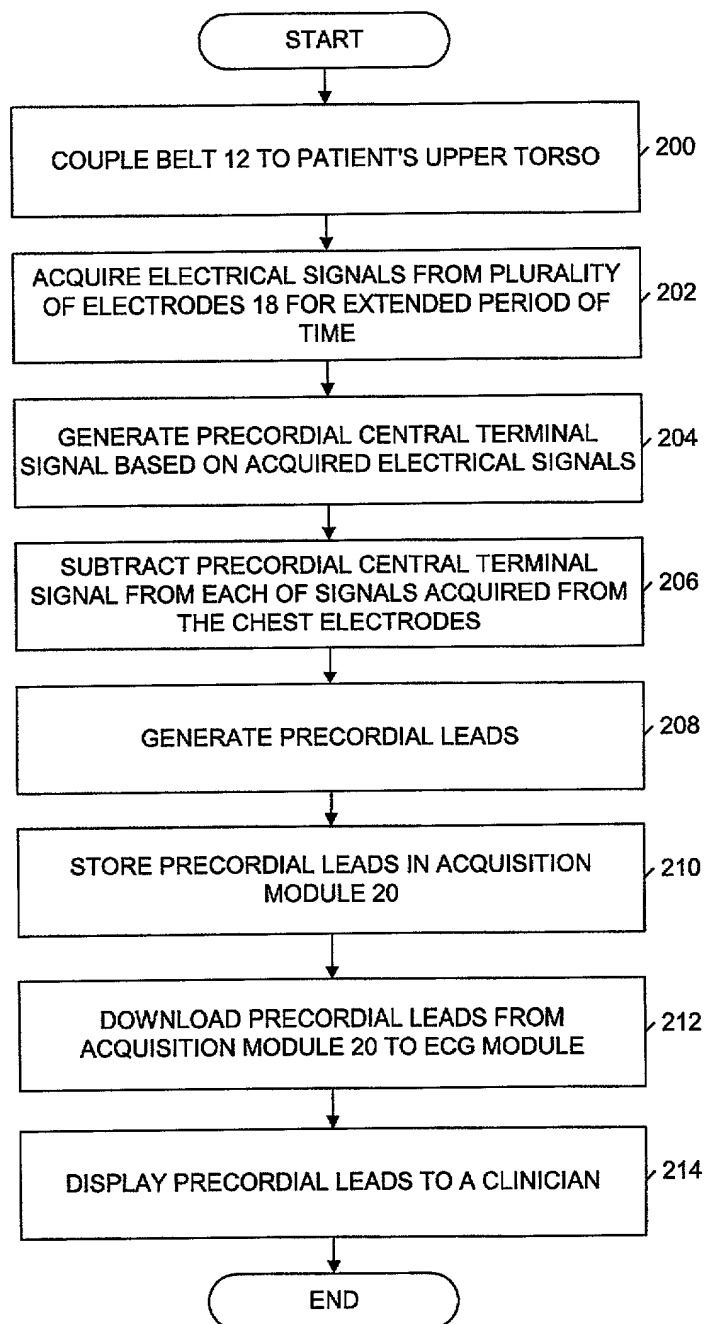 START
COUPLE BELT 12 TO PATIENT'S UPPER TORSO
200
ACQUIRE ELECTRICAL SIGNALS FROM PLURALITY
OF ELECTRODES 18 FOR EXTENDED PERIOD OF
TIME
202
GENERATE PRECORDIAL CENTRAL TERMINAL
SIGNAL BASED ON ACQUIRED ELECTRICAL SIGNALS
204
SUBTRACT PRECORDIAL CENTRAL TERMINAL
SIGNAL FROM EACH OF SIGNALS ACQUIRED FROM
THE CHEST ELECTRODES
206
GENERATE PRECORDIAL LEADS
208
STORE PRECORDIAL LEADS IN ACQUISITION
MODULE 20
210
DOWNLOAD PRECORDIAL LEADS FROM
ACQUISITION MODULE 20 TO ECG MODULE
212
DISPLAY PRECORDIAL LEADS TO A CLINICIAN
214
END